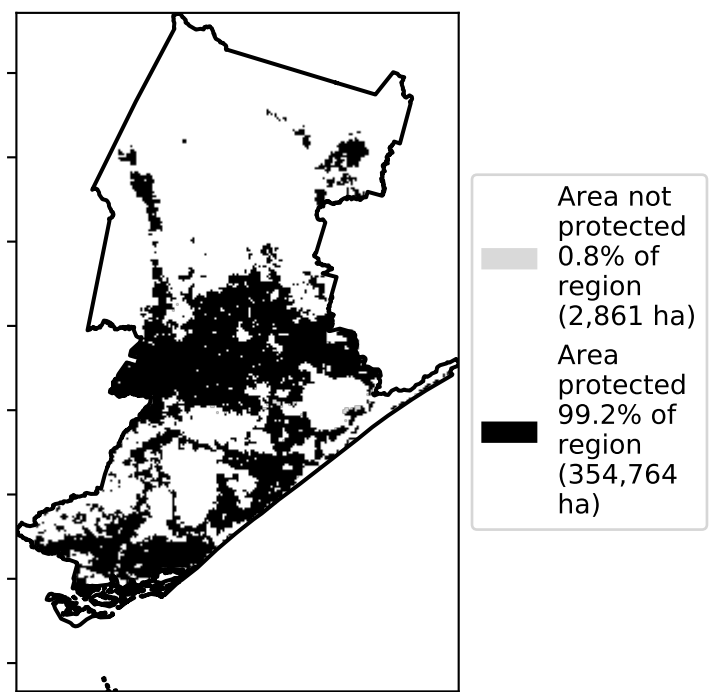 Area not
protected
0.8% of
region
(2,861 ha)
Area
protected
99.2% of
region
(354,764
ha)